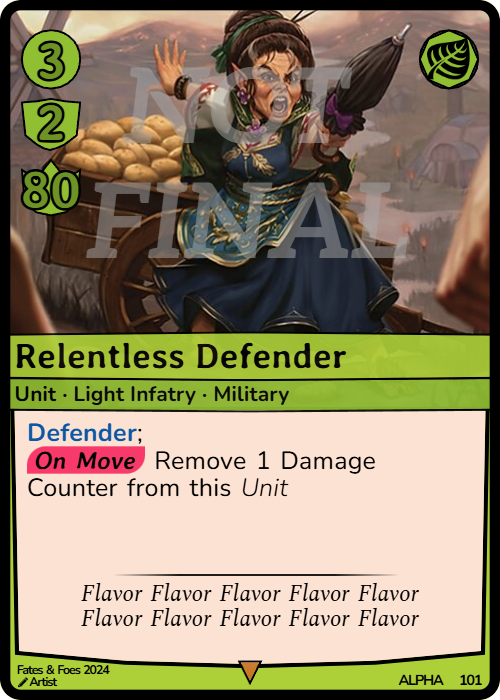 3
2
80
NOT
FINAL
Relentless Defender
Unit · Light Infatry · Military
Defender;
On Move Remove 1 Damage
Counter from this Unit
Flavor Flavor Flavor Flavor Flavor
Flavor Flavor Flavor Flavor Flavor
Fates & Foes 2024
Artist
ALPHA 101